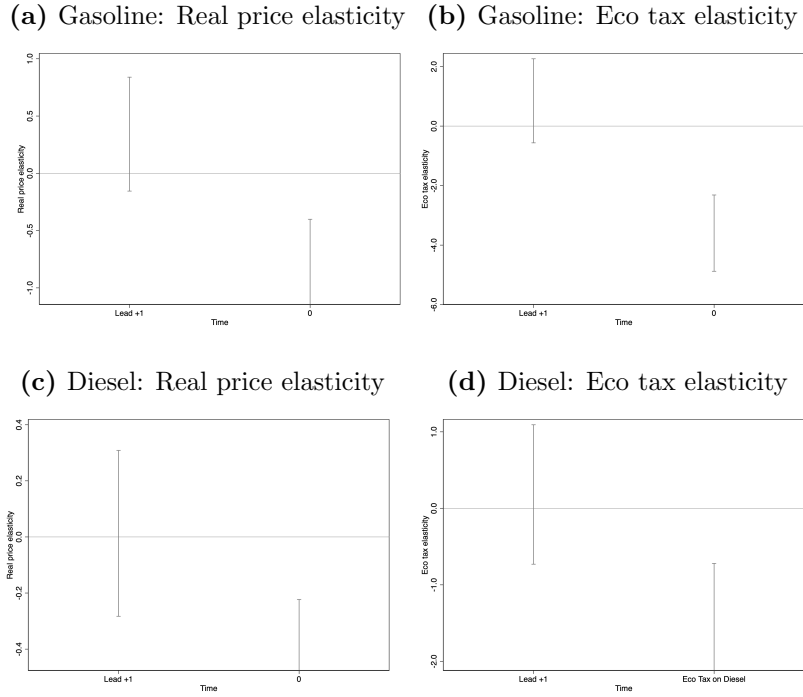 (a) Gasoline: Real price elasticity
(b) Gasoline: Eco tax elasticity
Real price elasticity
1.0
0.5
0.0
-0.5
-1.0
Lead +1
0
Time
Eco tax elasticity
2.0
0.0
-2.0
-4.0
-6.0
Lead +1
0
Time
(c) Diesel: Real price elasticity
(d) Diesel: Eco tax elasticity
Real price elasticity
0.4
0.2
0.0
-0.2
-0.4
Lead +1
0
Time
Eco tax elasticity
1.0
0.0
-1.0
-2.0
Lead +1
Eco Tax on Diesel
Time